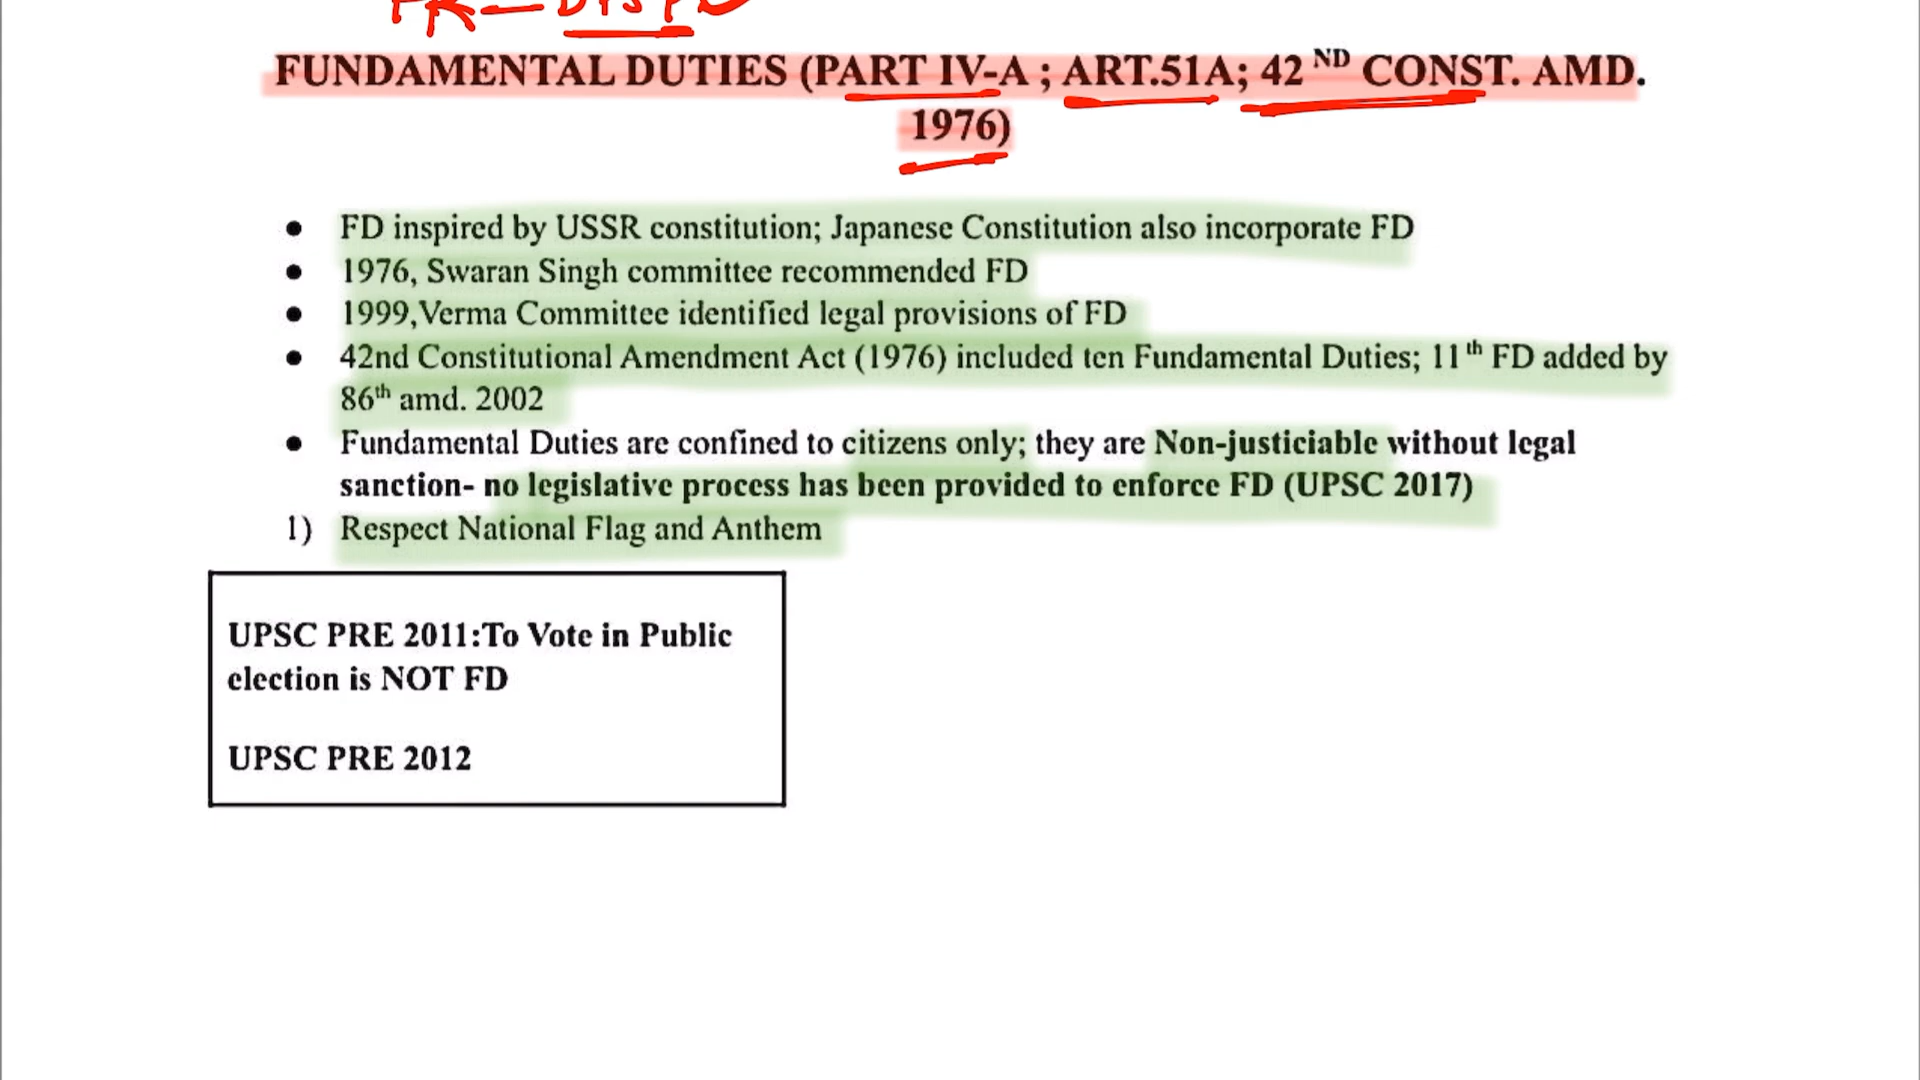 FUNDAMENTAL DUTIES (PART IV-A ; ART.51A; 42 ND CONST. AMD.
1976)
● FD inspired by USSR constitution; Japanese Constitution also incorporate FD
● 1976, Swaran Singh committee recommended FD
● 1999,Verma Committee identified legal provisions of FD
● 42nd Constitutional Amendment Act (1976) included ten Fundamental Duties; 11th FD added by
86th amd. 2002
● Fundamental Duties are confined to citizens only; they are Non-justiciable without legal
sanction- no legislative process has been provided to enforce FD (UPSC 2017)
1) Respect National Flag and Anthem
UPSC PRE 2011:To Vote in Public
election is NOT FD
UPSC PRE 2012